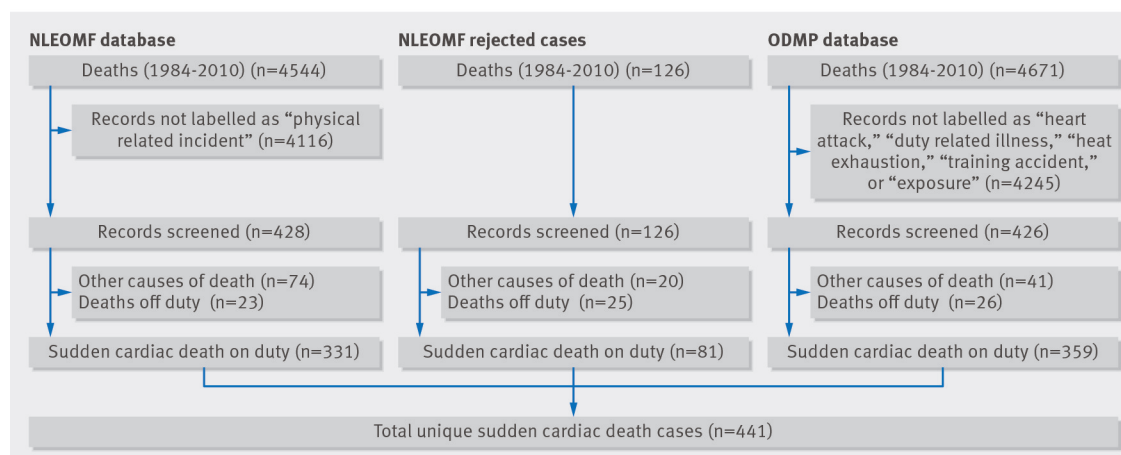 NLEOMF database
Deaths (1984-2010) (n=4544)
Records not labelled as “physical
related incident” (n=4116)
Records screened (n=428)
Other causes of death (n=74)
Deaths off duty (n=23)
Sudden cardiac death on duty (n=331)
NLEOMF rejected cases
Deaths (1984-2010) (n=126)
Records screened (n=126)
Other causes of death (n=20)
Deaths off duty (n=25)
Sudden cardiac death on duty (n=81)
ODMP database
Deaths (1984-2010) (n=4671)
Records not labelled as “heart
attack,” “duty related illness,” “heat
exhaustion,” “training accident,”
or “exposure” (n=4245)
Records screened (n=426)
Other causes of death (n=41)
Deaths off duty (n=26)
Sudden cardiac death on duty (n=359)
Total unique sudden cardiac death cases (n=441)